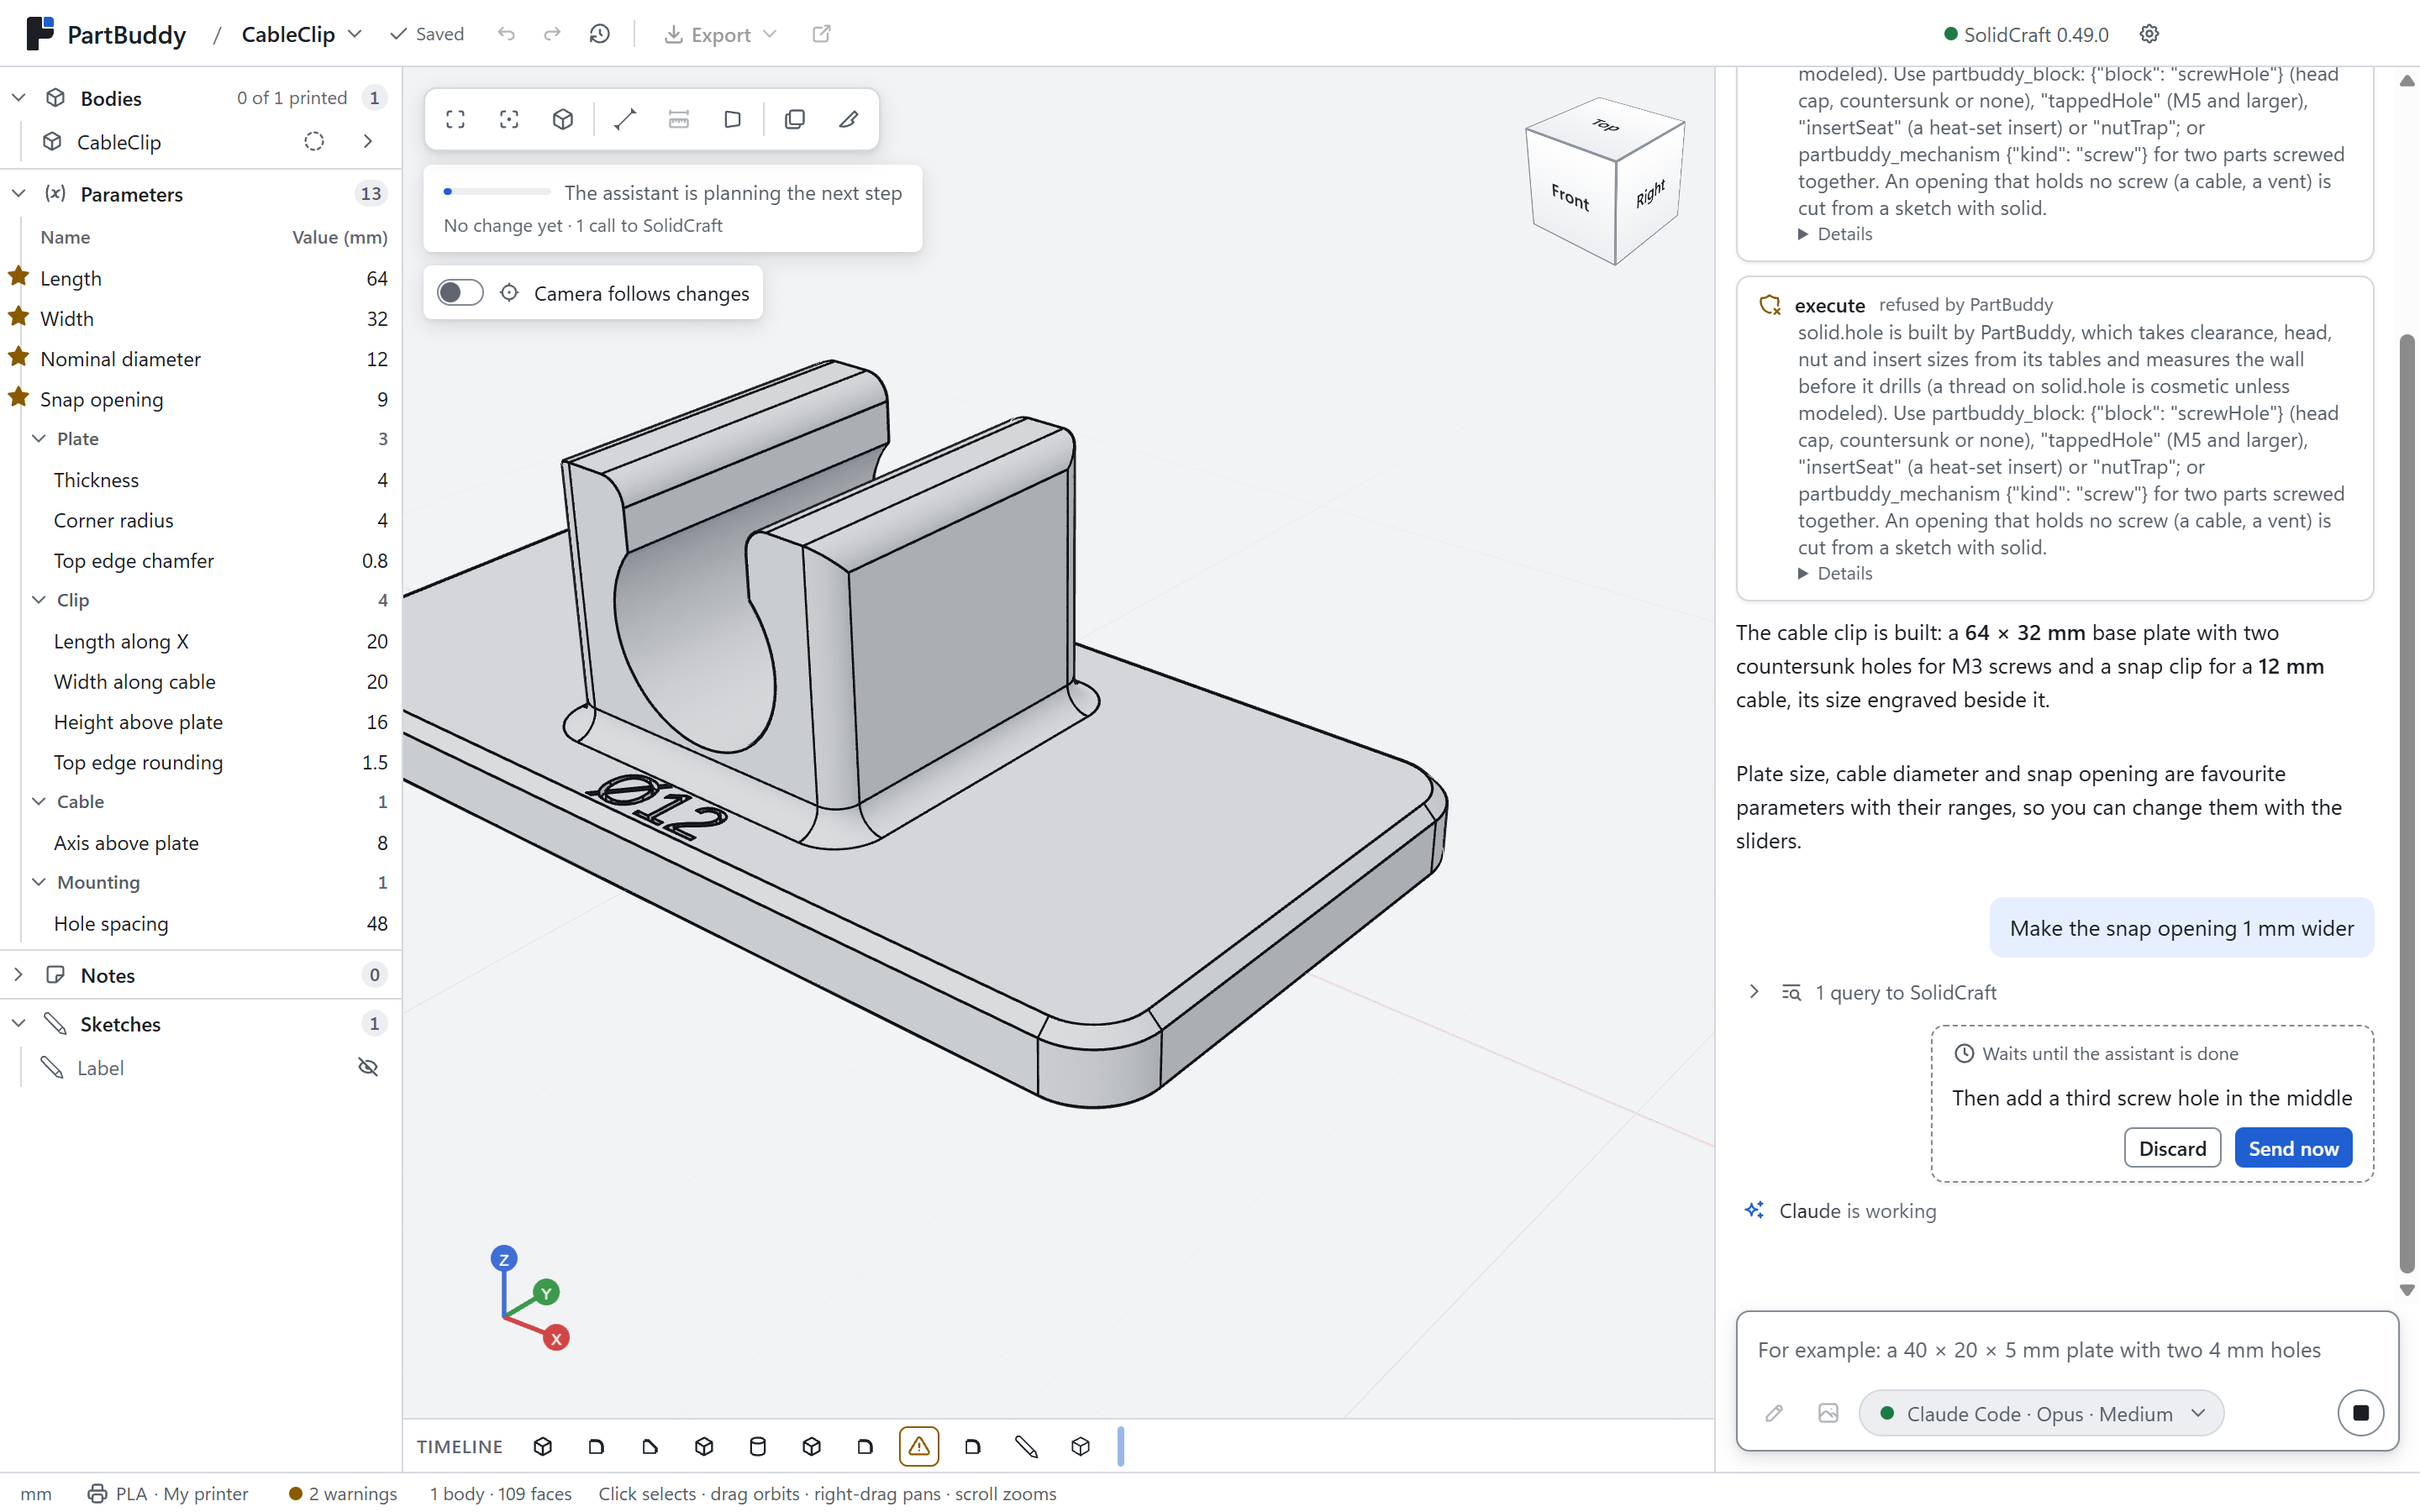 PartBuddy / CableClip Saved Export SolidCraft 0.49.0
Bodies 0 of 1 printed 1
CableClip
(x) Parameters 13
Name Value (mm)
Length 64
Width 32
Nominal diameter 12
Snap opening 9
Plate 3
Thickness 4
Corner radius 4
Top edge chamfer 0.8
Clip 4
Length along X 20
Width along cable 20
Height above plate 16
Top edge rounding 1.5
Cable 1
Axis above plate 8
Mounting 1
Hole spacing 48
Notes 0
Sketches 1
Label
The assistant is planning the next step
No change yet · 1 call to SolidCraft
Camera follows changes
Top
Front
Right
Ø12
Z
Y
X
TIMELINE
modeled). Use partbuddy_block: {"block": "screwHole"} (head
cap, countersunk or none), "tappedHole" (M5 and larger),
"insertSeat" (a heat-set insert) or "nutTrap"; or
partbuddy_mechanism {"kind": "screw"} for two parts screwed
together. An opening that holds no screw (a cable, a vent) is
cut from a sketch with solid.
Details
execute refused by PartBuddy
solid.hole is built by PartBuddy, which takes clearance, head,
nut and insert sizes from its tables and measures the wall
before it drills (a thread on solid.hole is cosmetic unless
modeled). Use partbuddy_block: {"block": "screwHole"} (head
cap, countersunk or none), "tappedHole" (M5 and larger),
"insertSeat" (a heat-set insert) or "nutTrap"; or
partbuddy_mechanism {"kind": "screw"} for two parts screwed
together. An opening that holds no screw (a cable, a vent) is
cut from a sketch with solid.
Details
The cable clip is built: a 64 × 32 mm base plate with two
countersunk holes for M3 screws and a snap clip for a 12 mm
cable, its size engraved beside it.
Plate size, cable diameter and snap opening are favourite
parameters with their ranges, so you can change them with the
sliders.
Make the snap opening 1 mm wider
1 query to SolidCraft
Waits until the assistant is done
Then add a third screw hole in the middle
Discard Send now
Claude is working
For example: a 40 × 20 × 5 mm plate with two 4 mm holes
Claude Code · Opus · Medium
mm PLA · My printer 2 warnings 1 body · 109 faces Click selects · drag orbits · right-drag pans · scroll zooms